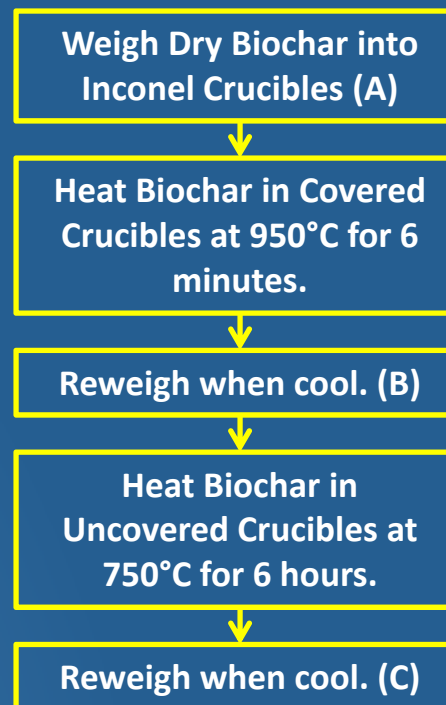 Weigh Dry Biochar into
Inconel Crucibles (A)
Heat Biochar in Covered
Crucibles at 950°C for 6
minutes.
Reweigh when cool. (B)
Heat Biochar in
Uncovered Crucibles at
750°C for 6 hours.
Reweigh when cool. (C)